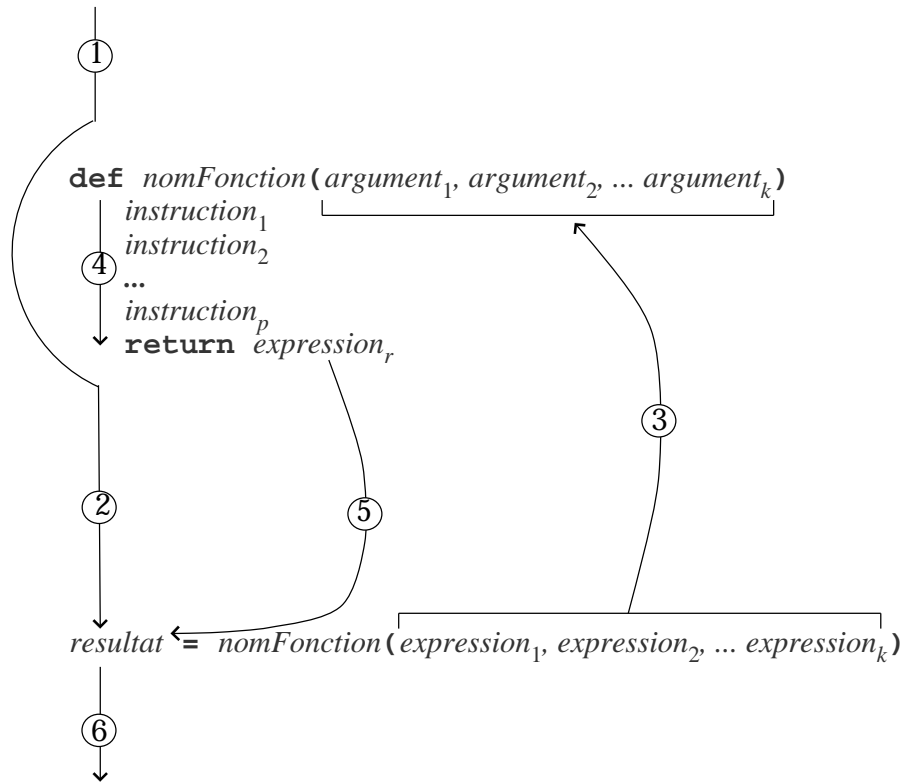 1
def nomFonction(argument₁, argument₂, ... argumentₖ)
instruction₁
instruction₂
4
...
instructionₚ
return expressionᵣ
3
2
5
resultat = nomFonction(expression₁, expression₂, ... expressionₖ)
6